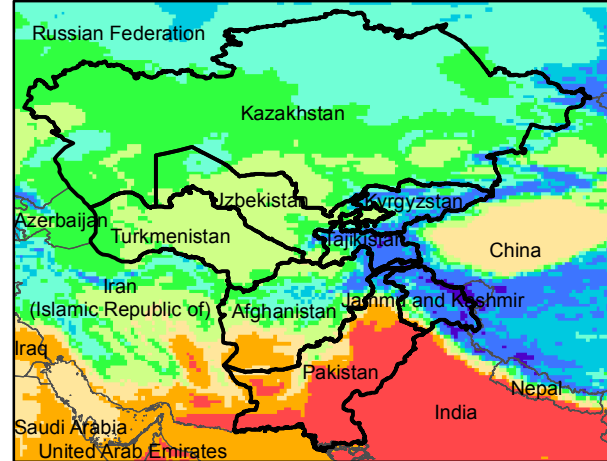 Russian Federation
Kazakhstan
Uzbekistan
Kyrgyzstan
Azerbaijan
Turkmenistan
Tajikistan
China
Iran
(Islamic Republic of)
Afghanistan
Jammu and Kashmir
Iraq
Pakistan
Nepal
India
Saudi Arabia
United Arab Emirates